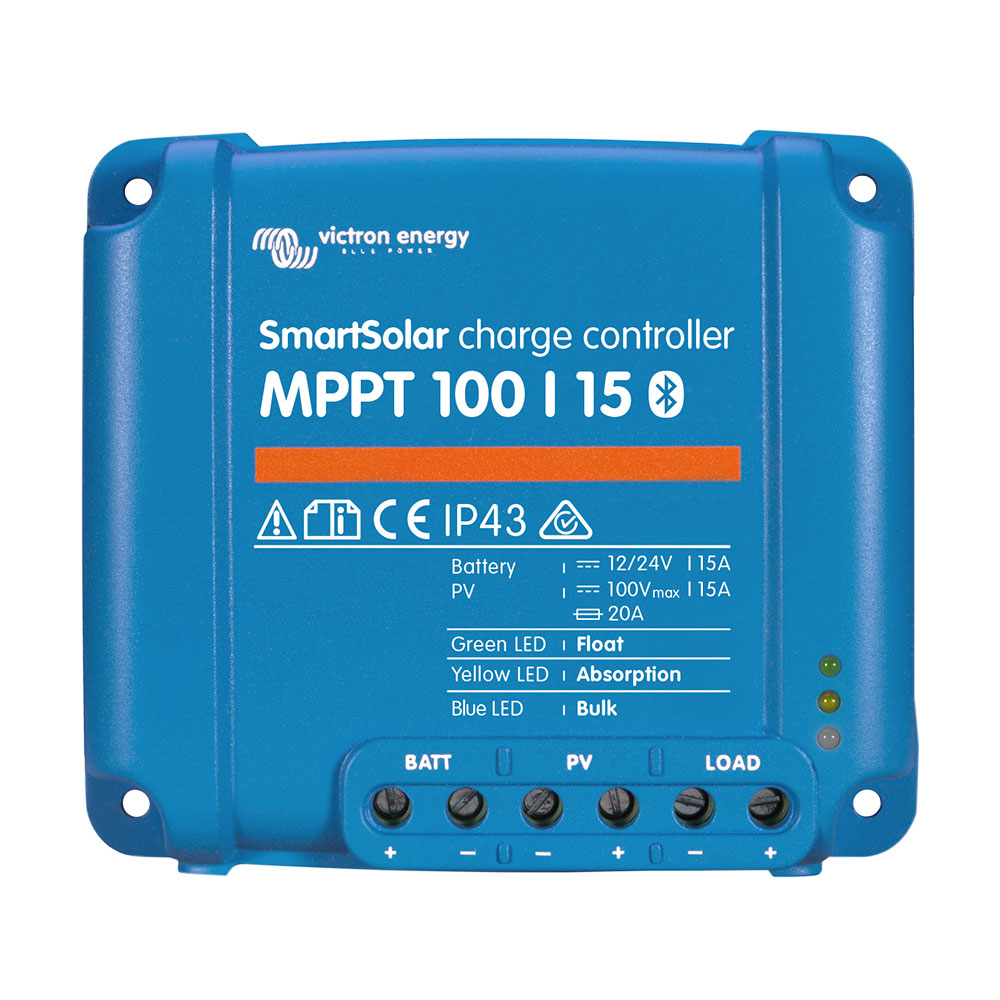 victron energy
BLUE POWER
SmartSolar charge controller
MPPT 100 | 15
CE IP43
Battery | 12/24V | 15A
PV | 100Vmax | 15A
20A
Green LED | Float
Yellow LED | Absorption
Blue LED | Bulk
BATT PV LOAD
+ − − + − +